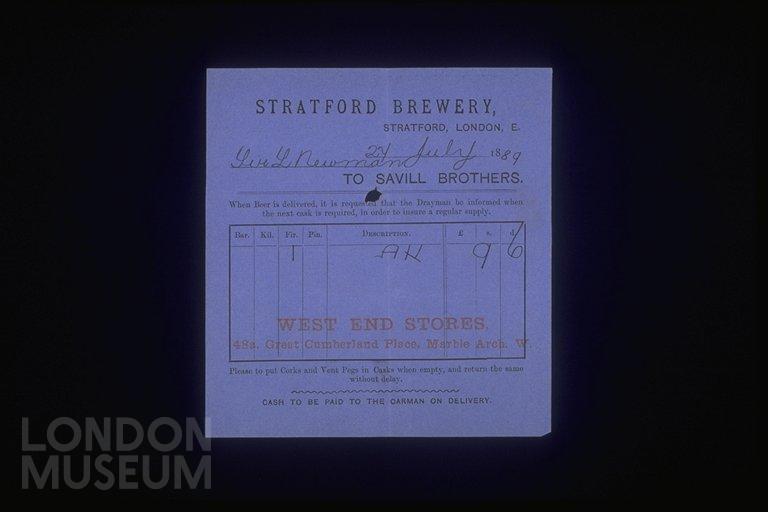 STRATFORD BREWERY,
STRATFORD, LONDON, E.
24 July 1889
Newman
TO SAVILL BROTHERS.
When Beer is delivered, it is requested that the Drayman be informed when
the next cask is required, in order to insure a regular supply.
Bar. Kil. Fir. Pin. DESCRIPTION. £ s. d.
1 AK 9 6
WEST END STORES,
48a, Great Cumberland Place, Marble Arch. W.
Please to put Corks and Vent Pegs in Casks when empty, and return the same
without delay.
CASH TO BE PAID TO THE CARMAN ON DELIVERY.
LONDON
MUSEUM